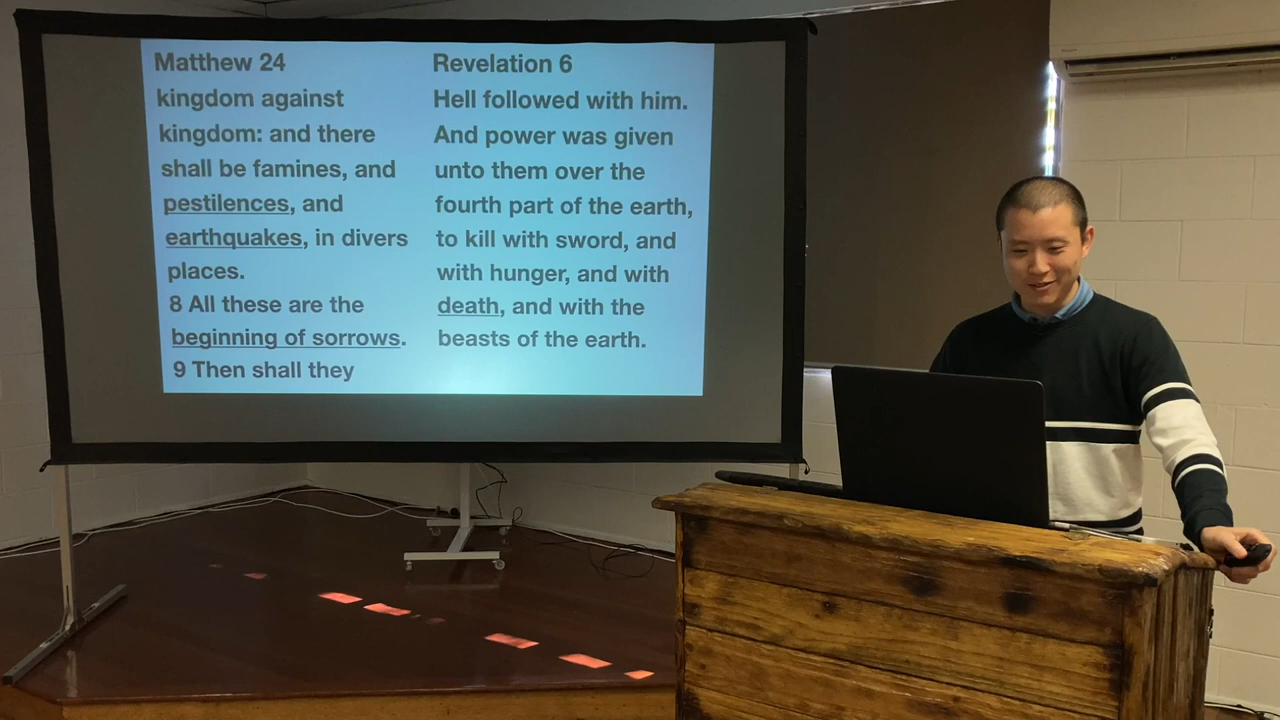 Matthew 24
kingdom against
kingdom: and there
shall be famines, and
pestilences, and
earthquakes, in divers
places.
8 All these are the
beginning of sorrows.
9 Then shall they
Revelation 6
Hell followed with him.
And power was given
unto them over the
fourth part of the earth,
to kill with sword, and
with hunger, and with
death, and with the
beasts of the earth.